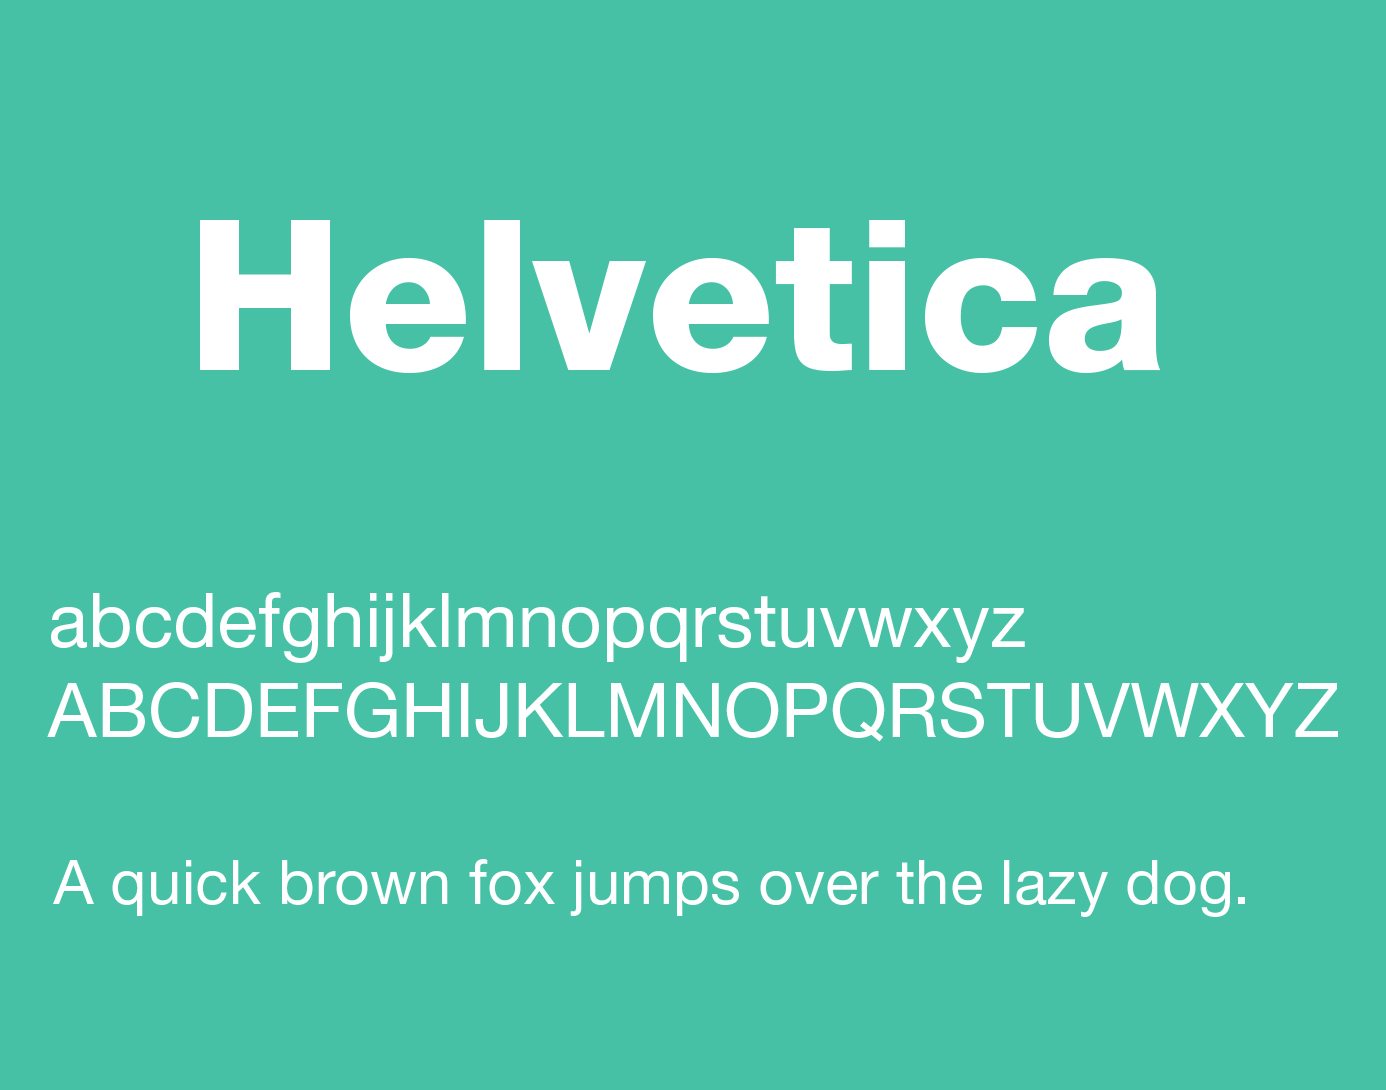 Helvetica
abcdefghijklmnopqrstuvwxyz
ABCDEFGHIJKLMNOPQRSTUVWXYZ
A quick brown fox jumps over the lazy dog.